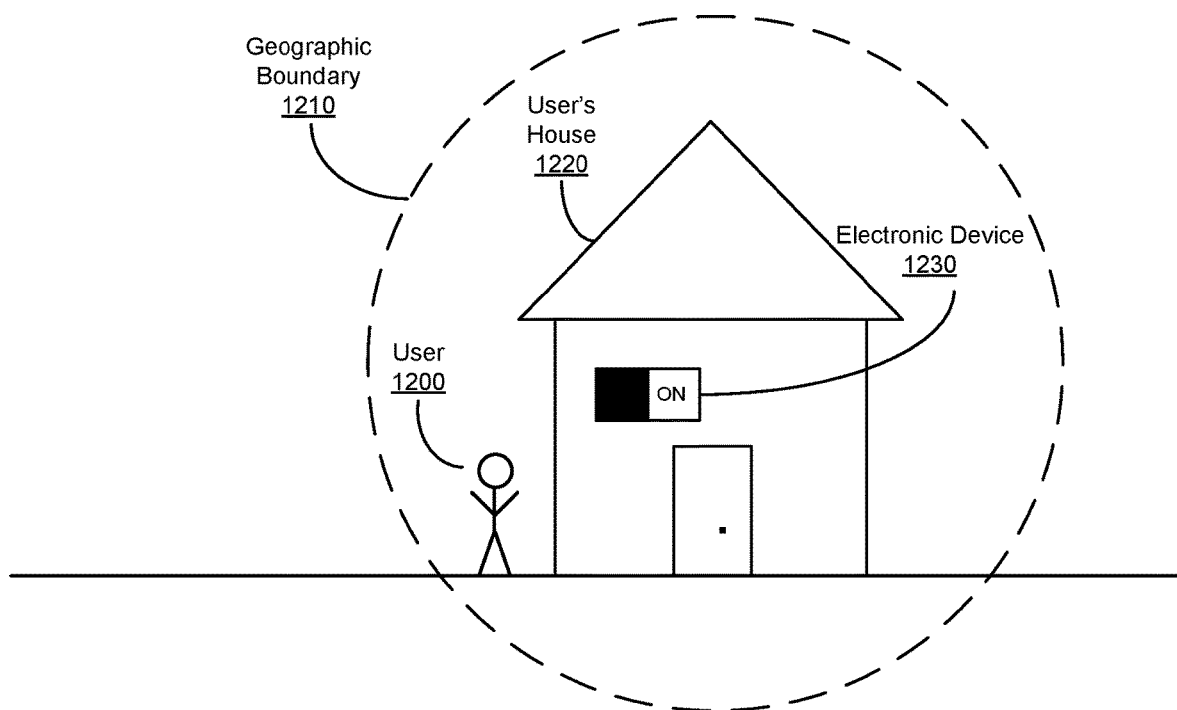 Geographic
Boundary
1210
User's
House
1220
Electronic Device
1230
User
1200
ON